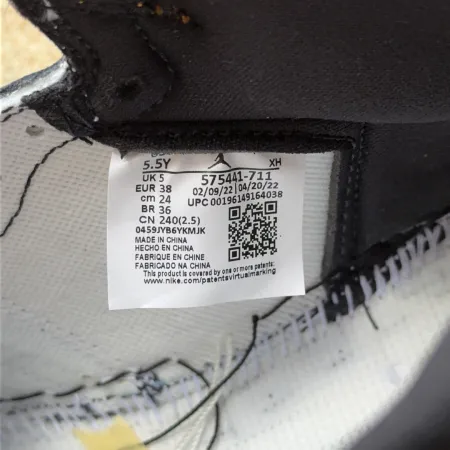 5.5Y XH
UK 5 575441-711
EUR 38 02/09/22 04/20/22
cm 24 UPC 00196149164038
BR 36
CN 240(2.5)
0459JYB6YKMJK
MADE IN CHINA
HECHO EN CHINA
FABRIQUE EN CHINE
FABRICADO NA CHINA
This product is covered by one or more patents:
www.nike.com/patentsvirtualmarking